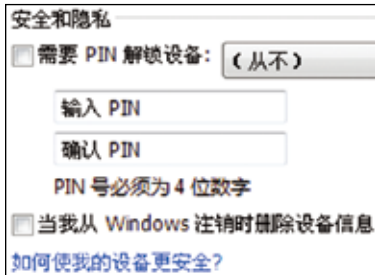 安全和隐私
需要 PIN 解锁设备: (从不)
输入 PIN
确认 PIN
PIN 号必须为 4 位数字
当我从 Windows 注销时删除设备信息
如何使我的设备更安全?